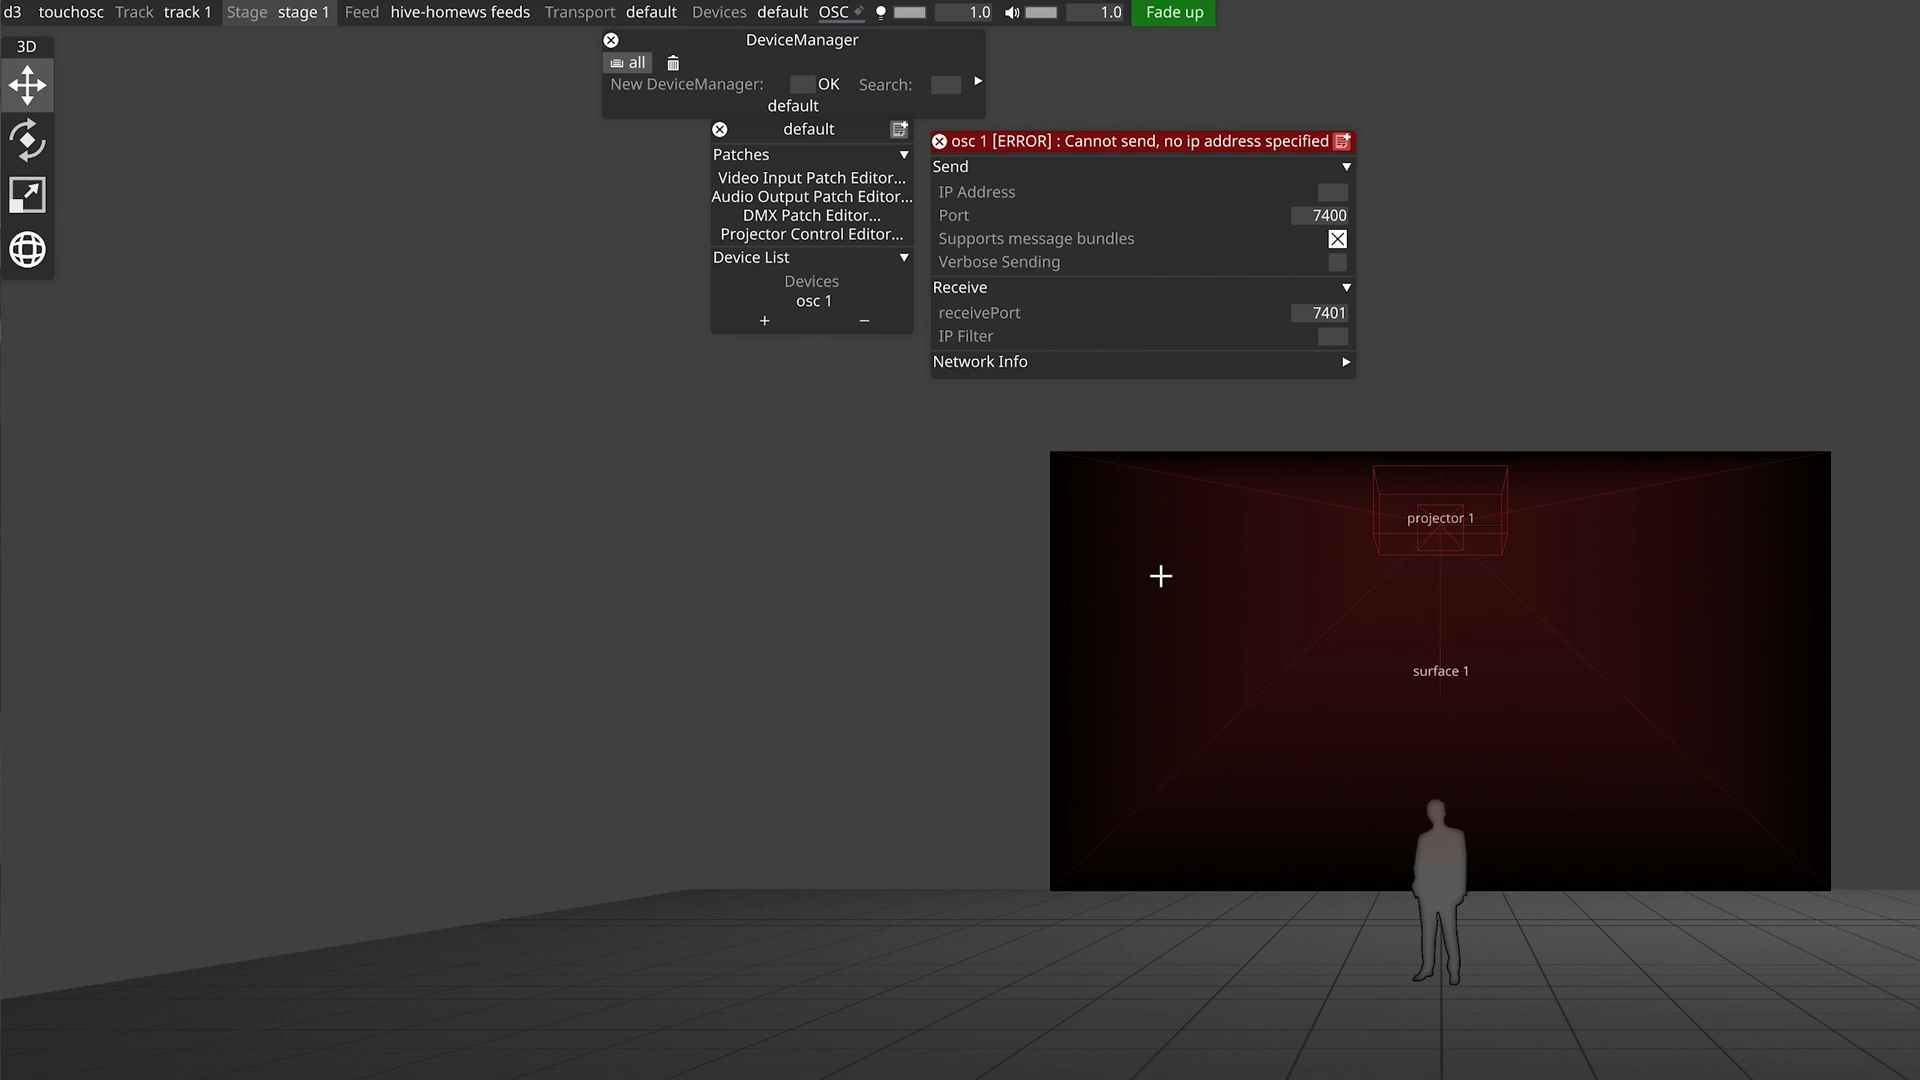 d3 touchosc Track track 1 Stage stage 1 Feed hive-homews feeds Transport default Devices default OSC 1.0 1.0 Fade up
3D
DeviceManager
all
New DeviceManager: OK Search:
default
default
Patches
Video Input Patch Editor...
Audio Output Patch Editor...
DMX Patch Editor...
Projector Control Editor...
Device List
Devices
osc 1
+ −
osc 1 [ERROR] : Cannot send, no ip address specified
Send
IP Address
Port 7400
Supports message bundles
Verbose Sending
Receive
receivePort 7401
IP Filter
Network Info
projector 1
surface 1